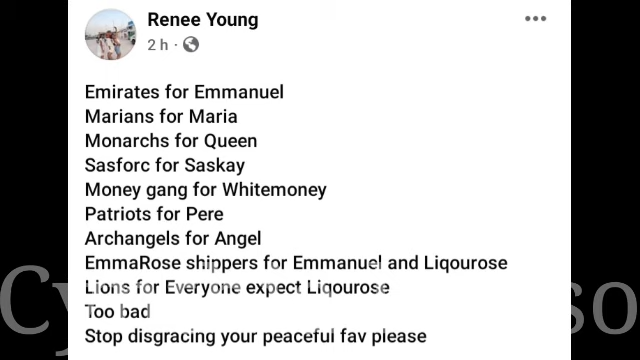 Renee Young
2 h ·
Emirates for Emmanuel
Marians for Maria
Monarchs for Queen
Sasforc for Saskay
Money gang for Whitemoney
Patriots for Pere
Archangels for Angel
EmmaRose shippers for Emmanuel and Liqourose
Lions for Everyone expect Liqourose
Too bad
Stop disgracing your peaceful fav please